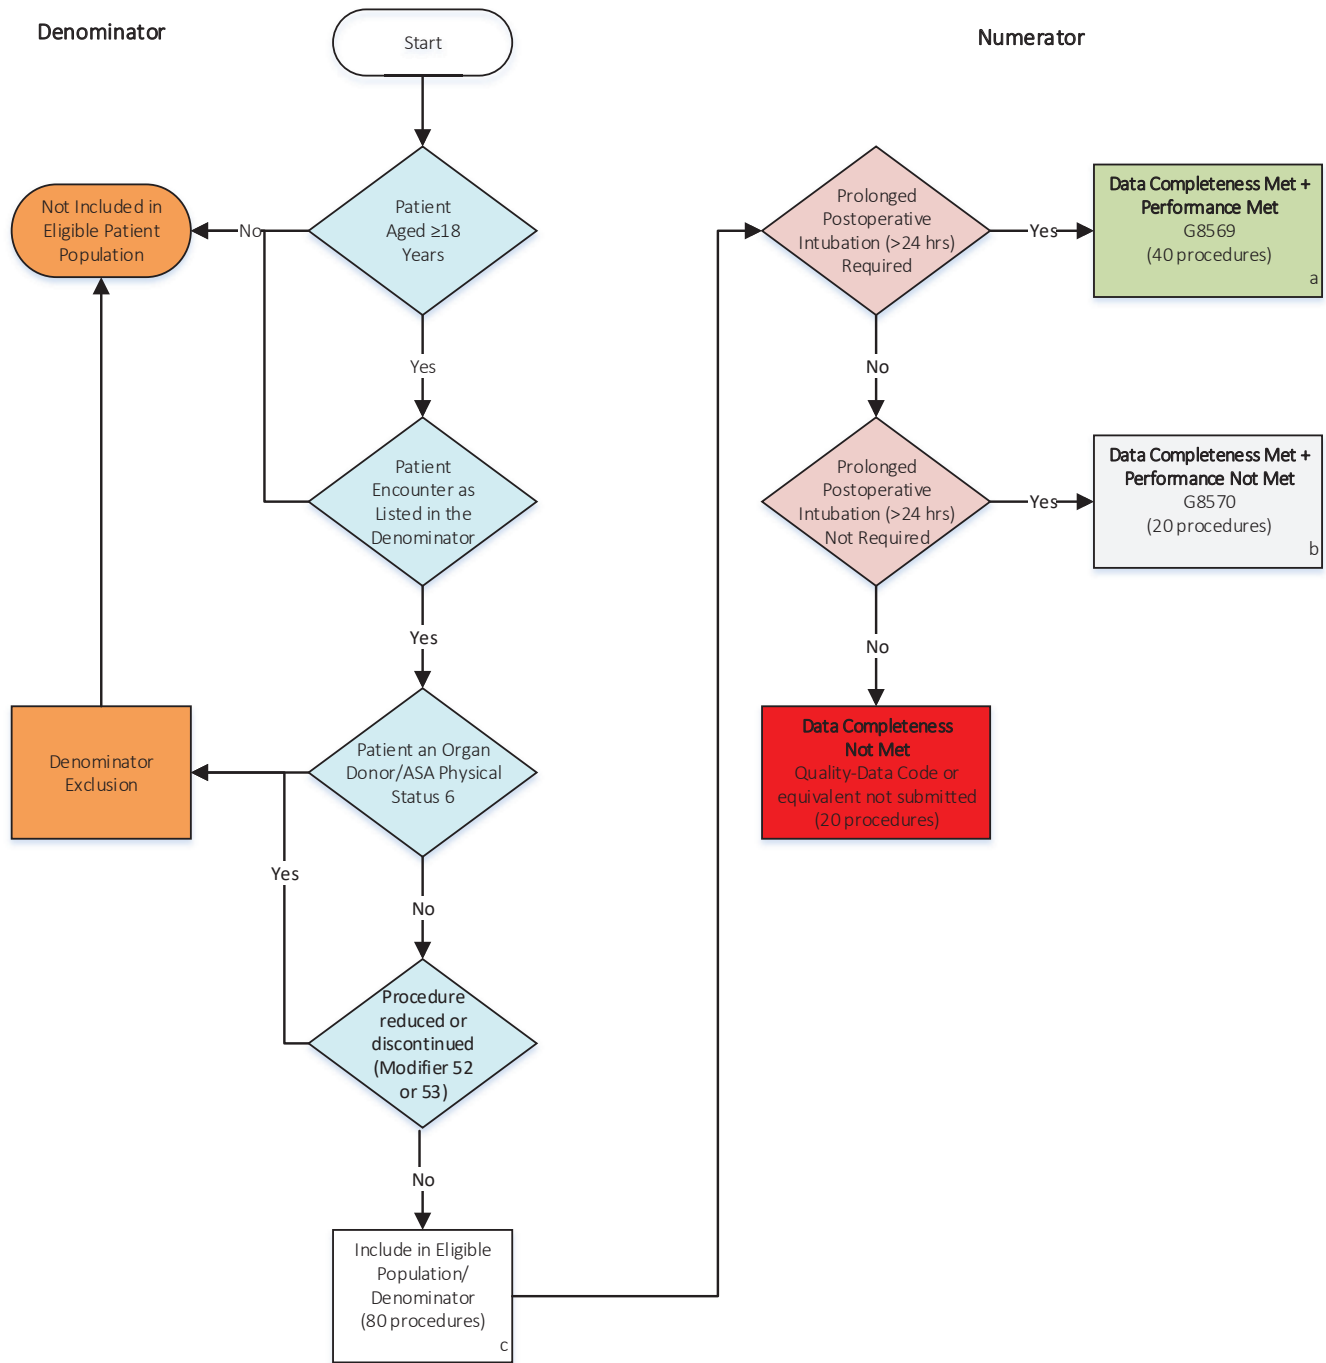 Denominator
Start
Patient
Aged ≥18
Years
No
Not Included in
Eligible Patient
Population
Yes
Patient
Encounter as
Listed in the
Denominator
Yes
Patient an Organ
Donor/ASA Physical
Status 6
Denominator
Exclusion
Yes
No
Procedure
reduced or
discontinued
(Modifier 52
or 53)
No
Include in Eligible
Population/
Denominator
(80 procedures)
c
Numerator
Prolonged
Postoperative
Intubation (>24 hrs)
Required
Yes
Data Completeness Met +
Performance Met
G8569
(40 procedures)
a
No
Prolonged
Postoperative
Intubation (>24 hrs)
Not Required
Yes
Data Completeness Met +
Performance Not Met
G8570
(20 procedures)
b
No
Data Completeness
Not Met
Quality-Data Code or
equivalent not submitted
(20 procedures)